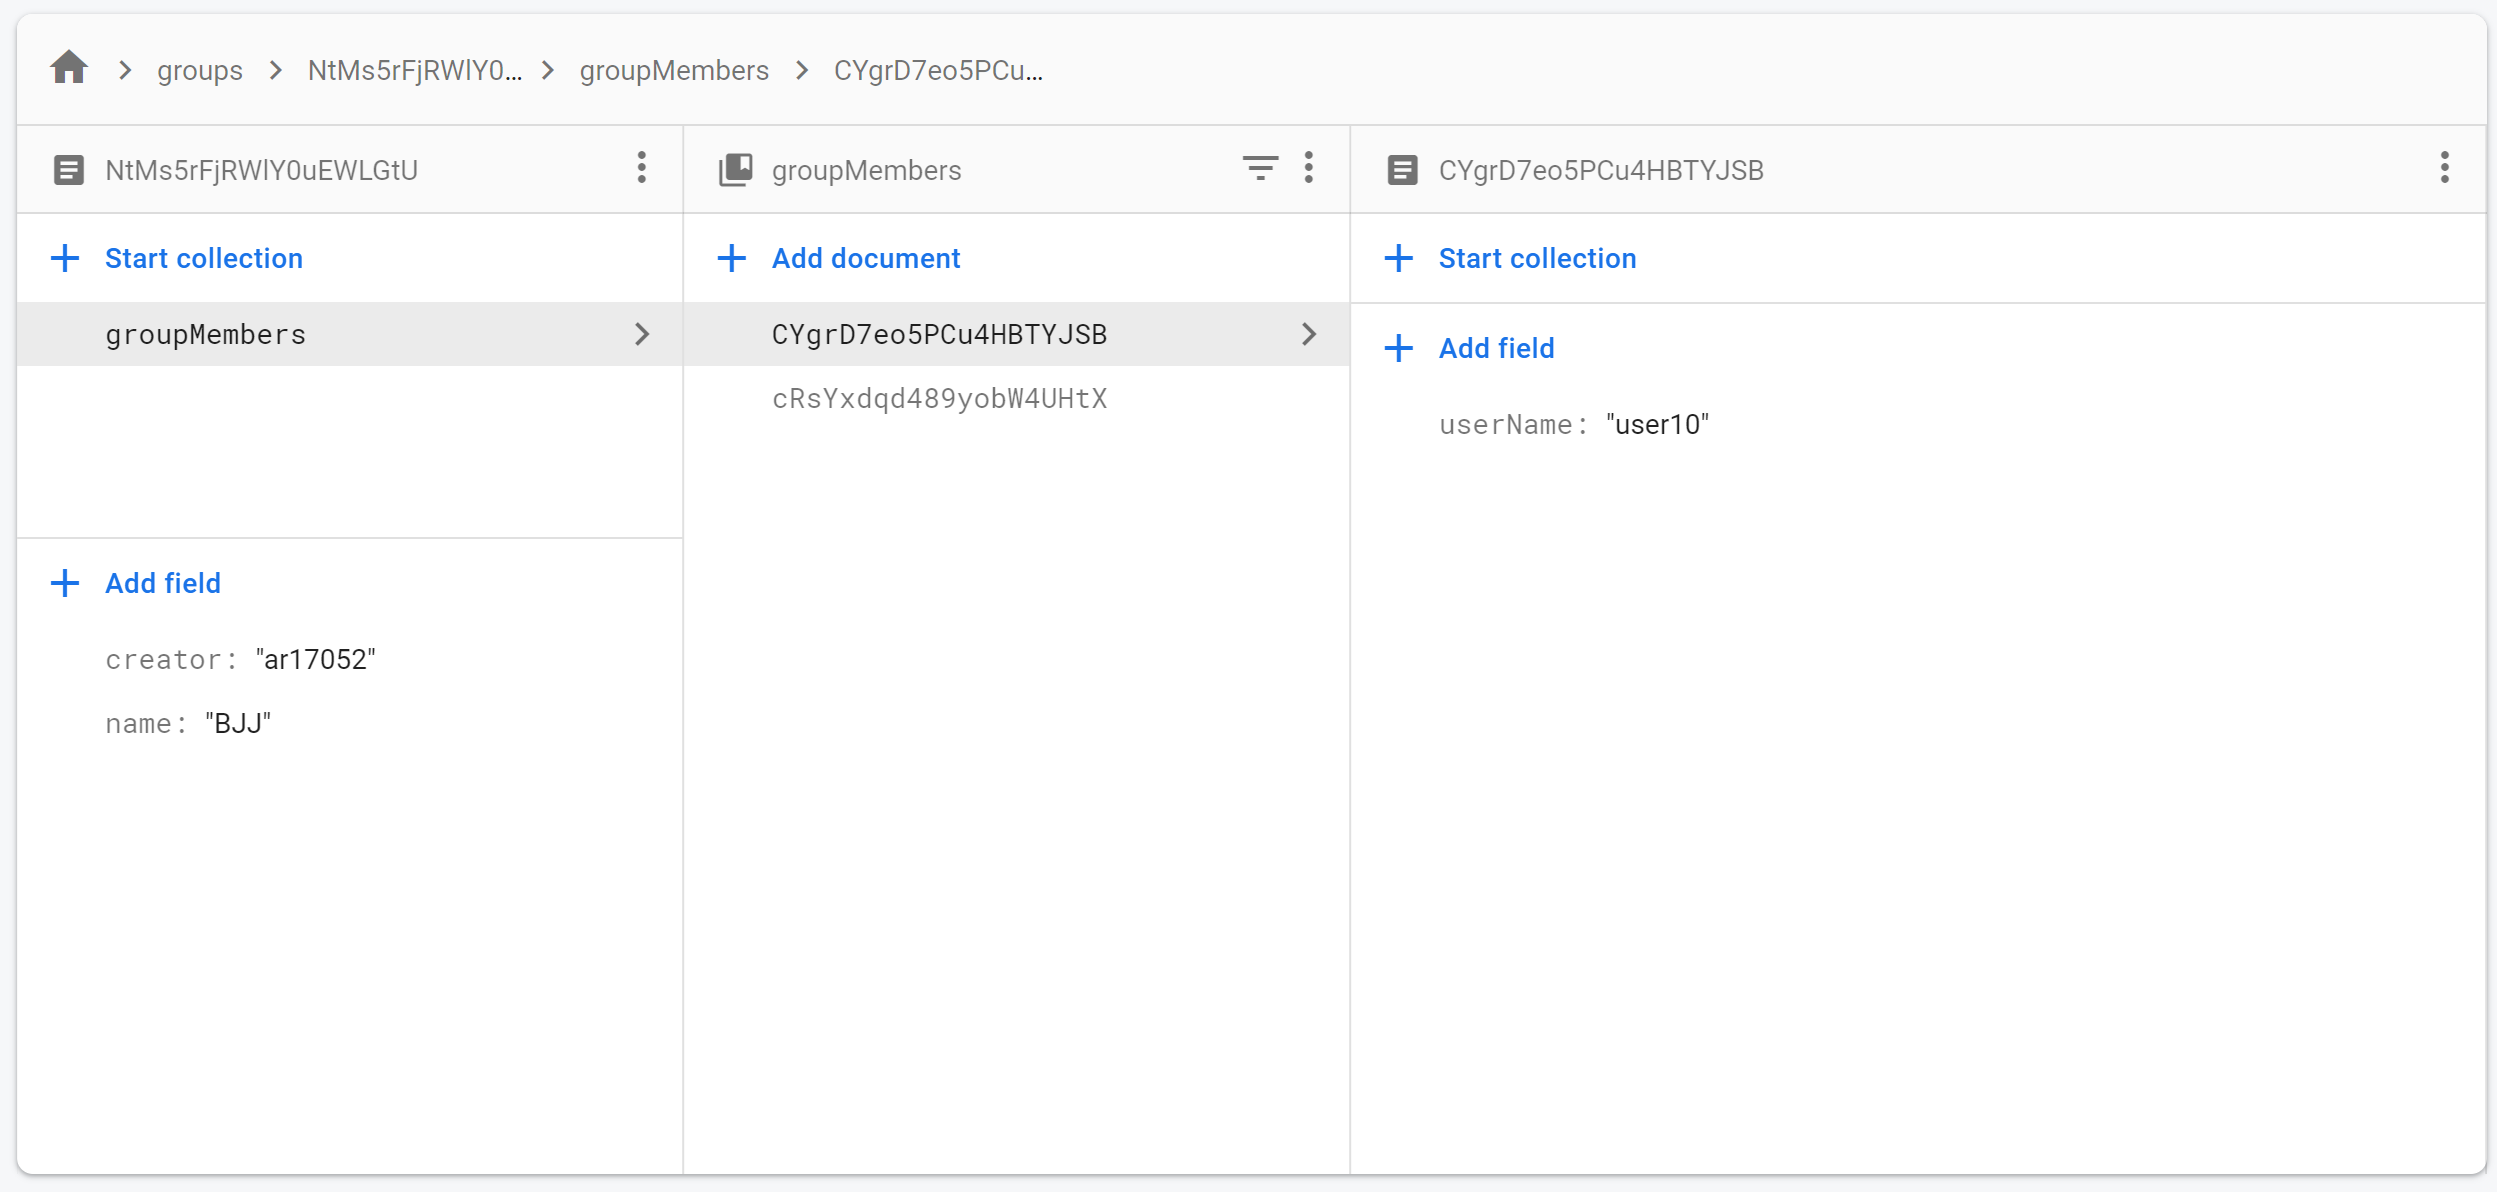 groups NtMs5rFjRWlY0... groupMembers CYgrD7eo5PCu...
NtMs5rFjRWlY0uEWLGtU
Start collection
groupMembers
Add field
creator: "ar17052"
name: "BJJ"
groupMembers
Add document
CYgrD7eo5PCu4HBTYJSB
cRsYxdqd489yobW4UHtX
CYgrD7eo5PCu4HBTYJSB
Start collection
Add field
userName: "user10"